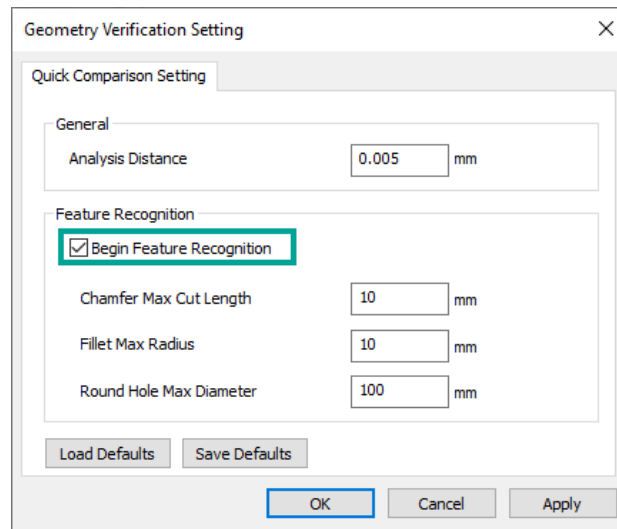 Geometry Verification Setting
Quick Comparison Setting
General
Analysis Distance 0.005 mm
Feature Recognition
Begin Feature Recognition
Chamfer Max Cut Length 10 mm
Fillet Max Radius 10 mm
Round Hole Max Diameter 100 mm
Load Defaults Save Defaults
OK Cancel Apply